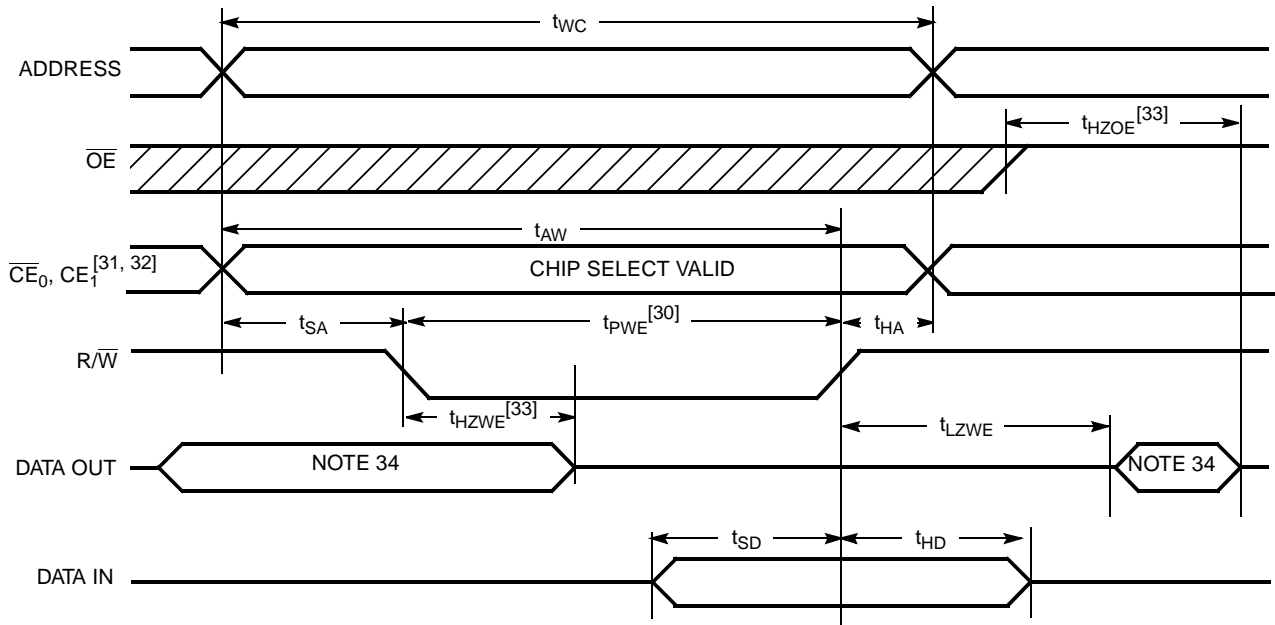 tWC
ADDRESS
tHZOE[33]
OE
tAW
CE0, CE1[31, 32]
CHIP SELECT VALID
tSA
tPWE[30]
tHA
R/W
tHZWE[33]
tLZWE
DATA OUT
NOTE 34
NOTE 34
tSD
tHD
DATA IN